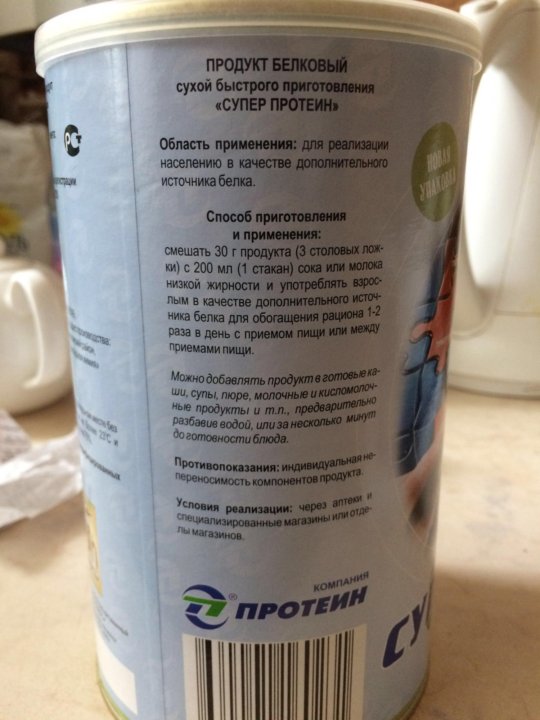 ПРОДУКТ БЕЛКОВЫЙ
сухой быстрого приготовления
«СУПЕР ПРОТЕИН»
Область применения: для реализации
населению в качестве дополнительного
источника белка.
Способ приготовления
и применения:
смешать 30 г продукта (3 столовых лож-
ки) с 200 мл (1 стакан) сока или молока
низкой жирности и употреблять взрос-
лым в качестве дополнительного источ-
ника белка для обогащения рациона 1-2
раза в день с приемом пищи или между
приемами пищи.
Можно добавлять продукт в готовые ка-
ши, супы, пюре, молочные и кисломолоч-
ные продукты и т.п., предварительно
разбавив водой, или за несколько минут
до готовности блюда.
Противопоказания: индивидуальная не-
переносимость компонентов продукта.
Условия реализации: через аптеки и
специализированные магазины или отде-
лы магазинов.
КОМПАНИЯ
® ПРОТЕИН
НОВАЯ
УПАКОВКА
СУ
РСТ